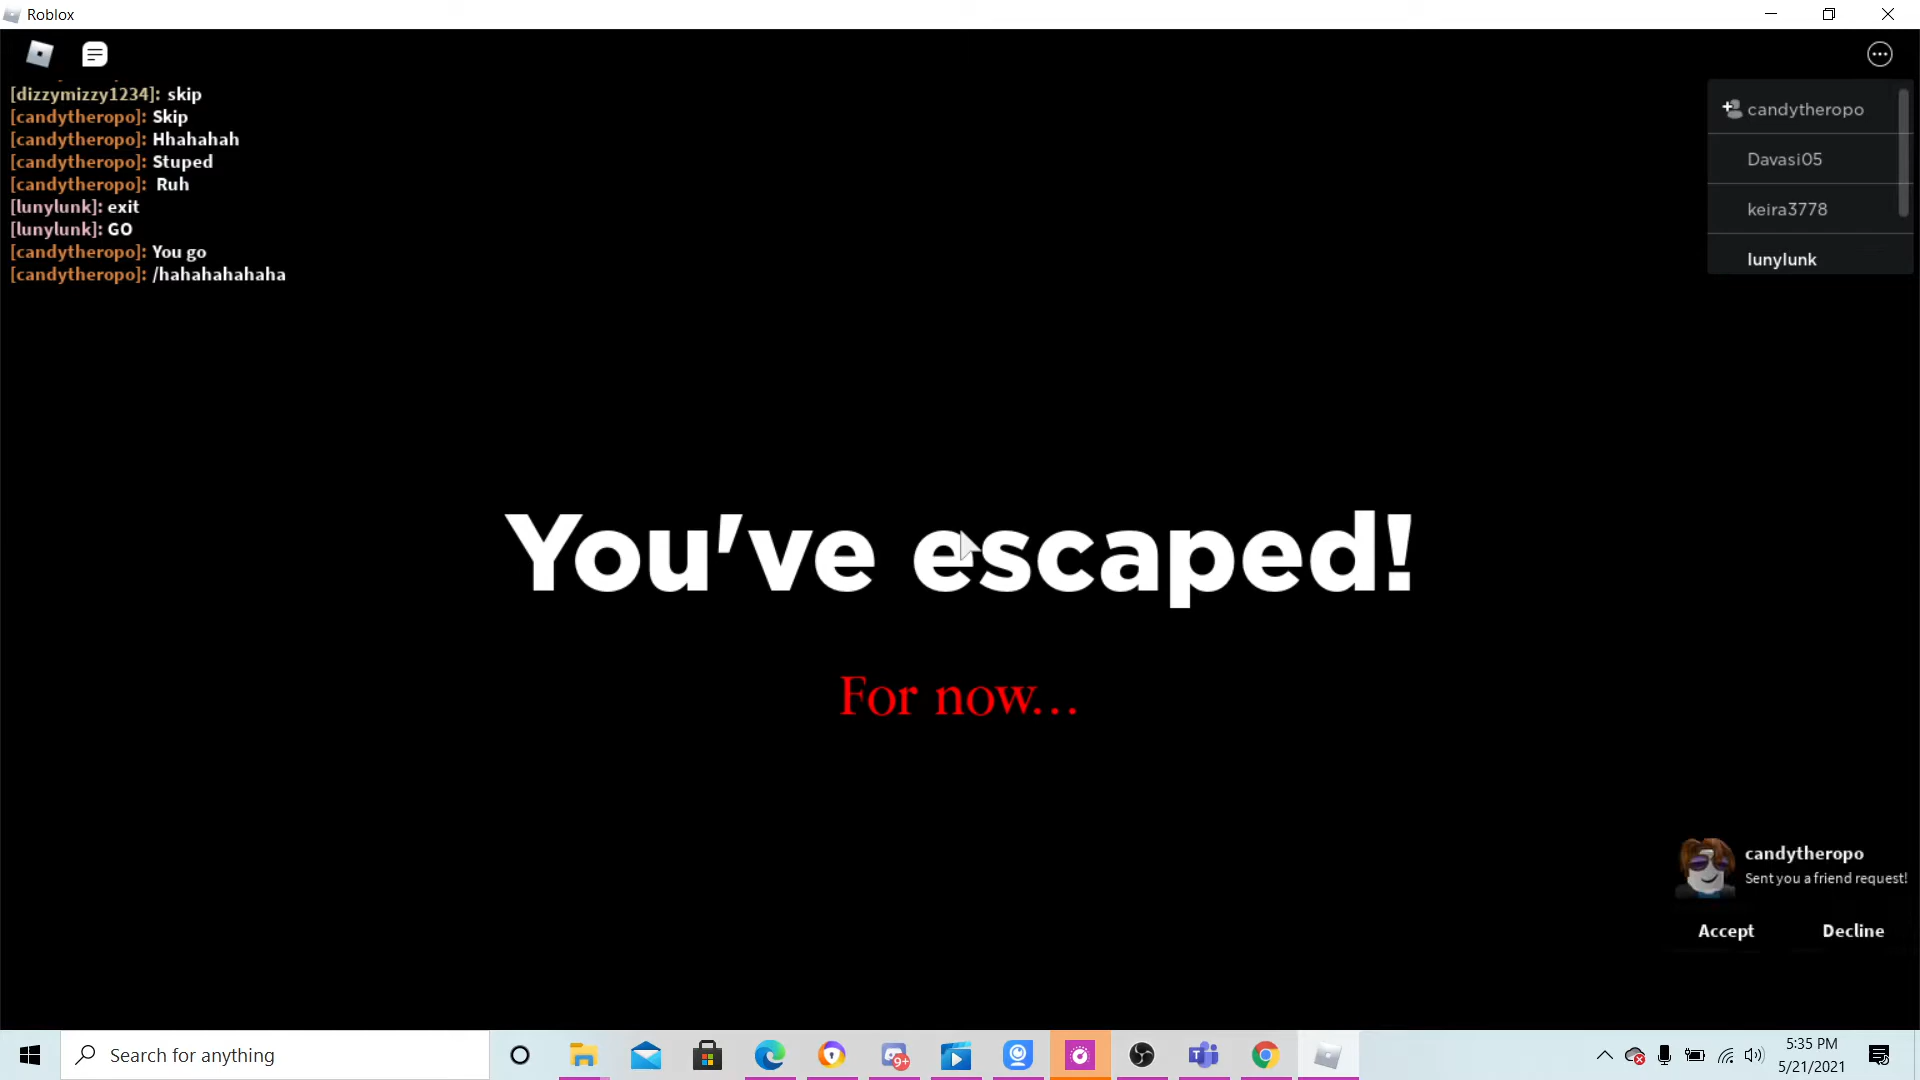 Roblox
[dizzymizzy1234]: skip
[candytheropo]: Skip
[candytheropo]: Hhahahah
[candytheropo]: Stuped
[candytheropo]: Ruh
[lunylunk]: exit
[lunylunk]: GO
[candytheropo]: You go
[candytheropo]: /hahahahahaha
candytheropo
Davasi05
keira3778
lunylunk
You've escaped!
For now...
candytheropo
Sent you a friend request!
Accept Decline
Search for anything
9+
5:35 PM
5/21/2021